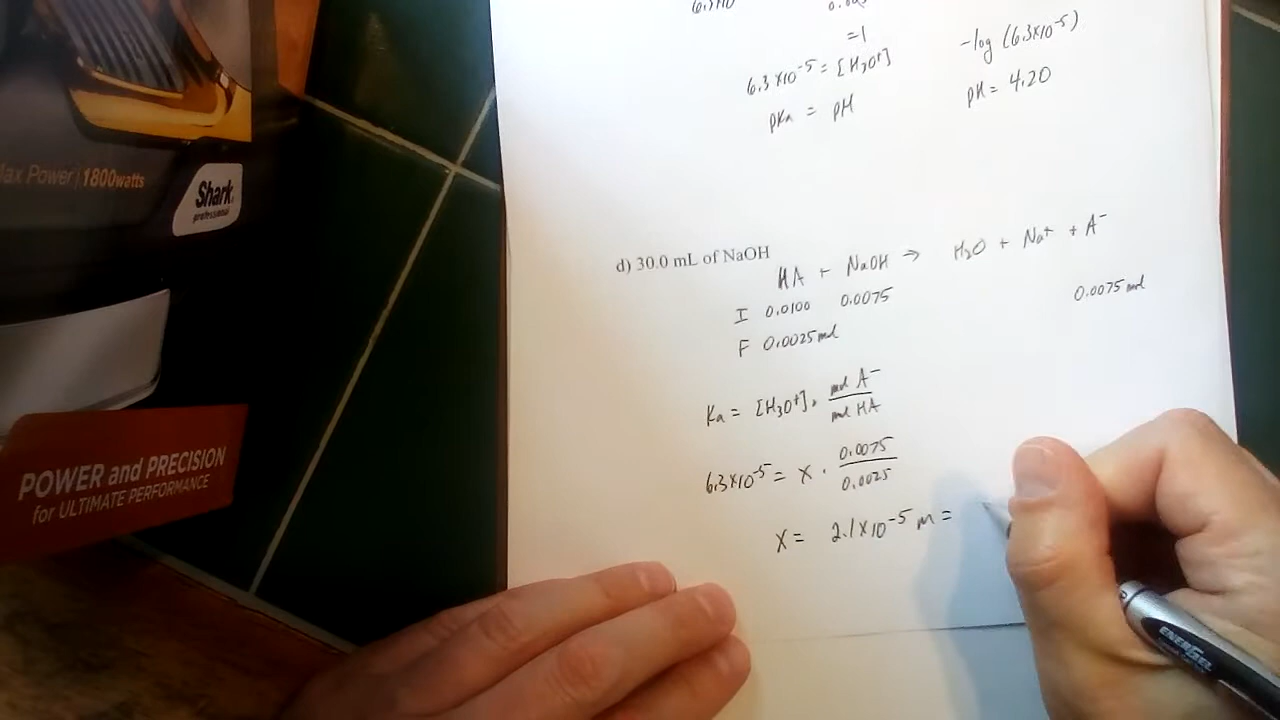 =1
6.3×10⁻⁵ = [H₃O⁺]
-log (6.3×10⁻⁵)
pKa = pH
pH = 4.20
Max Power | 1800watts
Shark
professional
d) 30.0 mL of NaOH
HA + NaOH → H₂O + Na⁺ + A⁻
I 0.0100 0.0075 0.0075 mol
F 0.0025 mol
Ka = [H₃O⁺] . mol A⁻ / mol HA
6.3×10⁻⁵ = x · 0.0075 / 0.0025
x = 2.1×10⁻⁵ m =
POWER and PRECISION
for ULTIMATE PERFORMANCE
ENERGEL